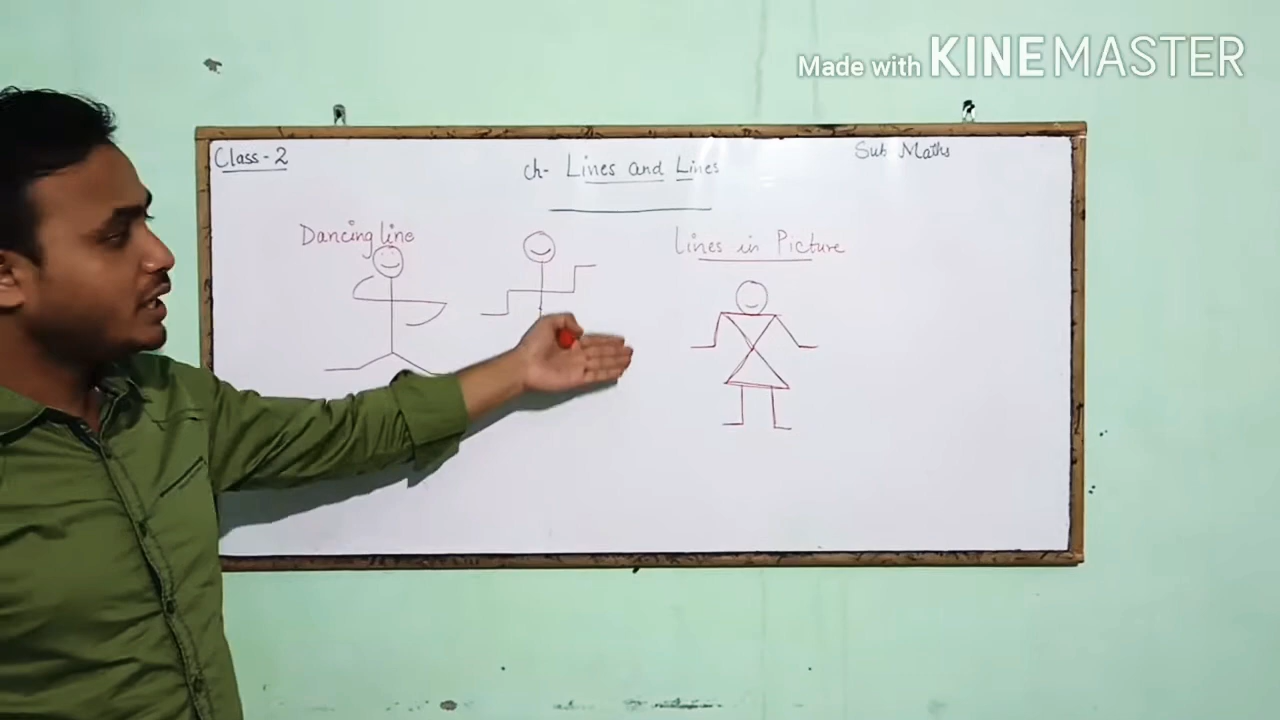 Made with KINEMASTER
Class - 2
ch- Lines and Lines
Sub Maths
Dancing line
Lines in Picture